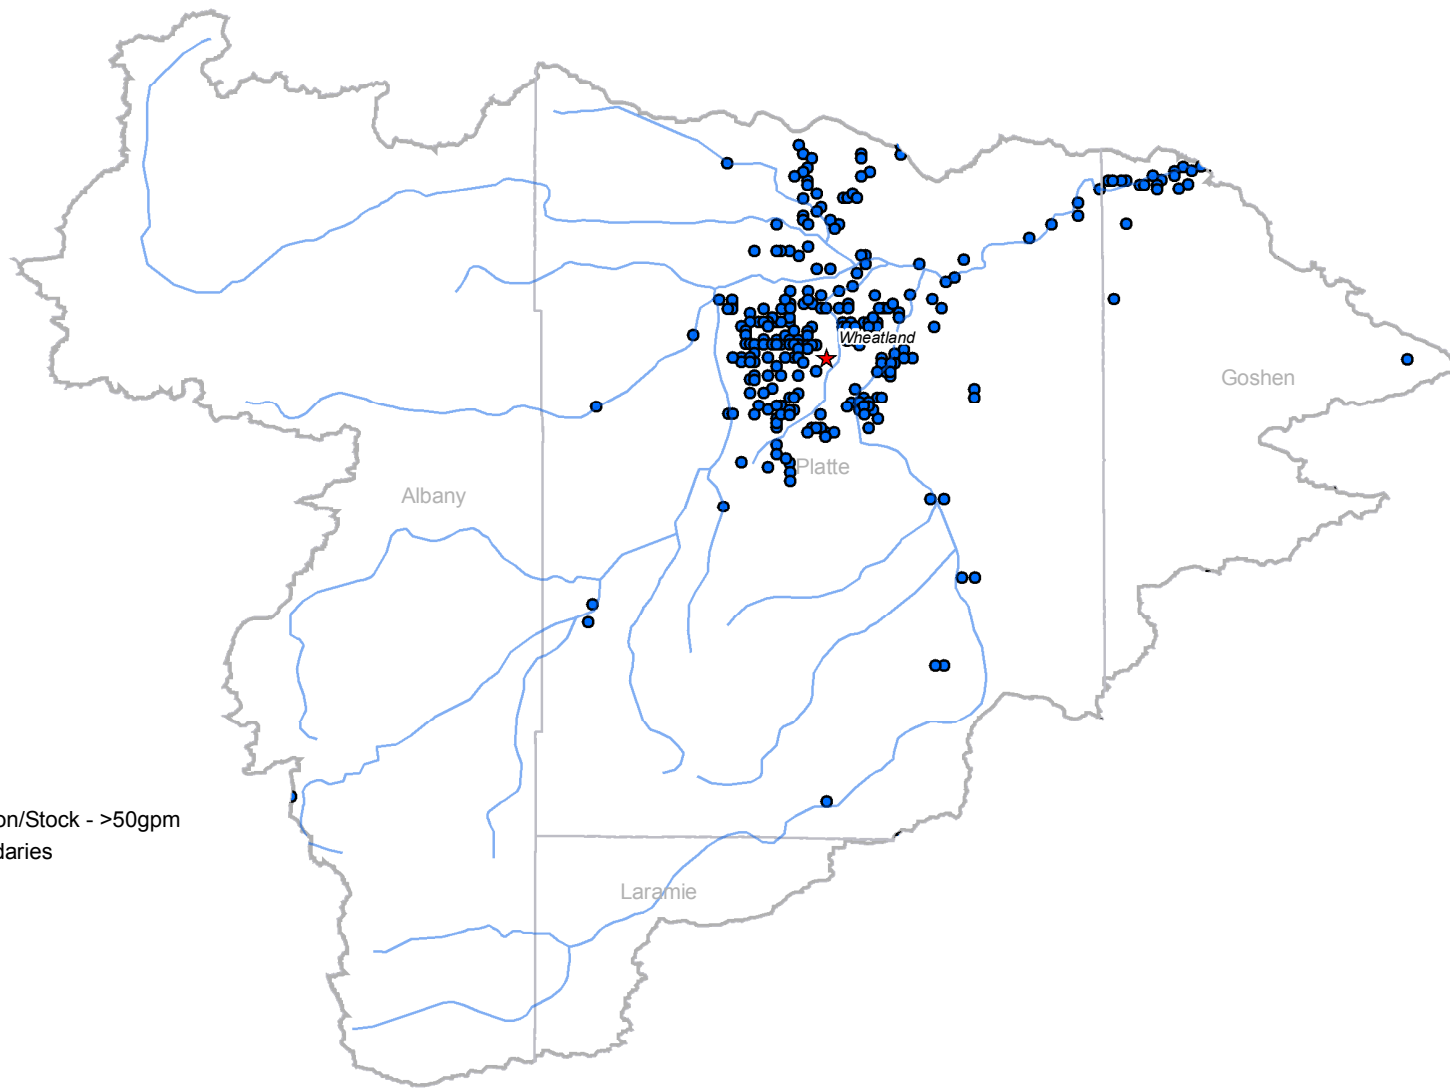 Wheatland
Goshen
Platte
Albany
on/Stock - >50gpm
daries
Laramie